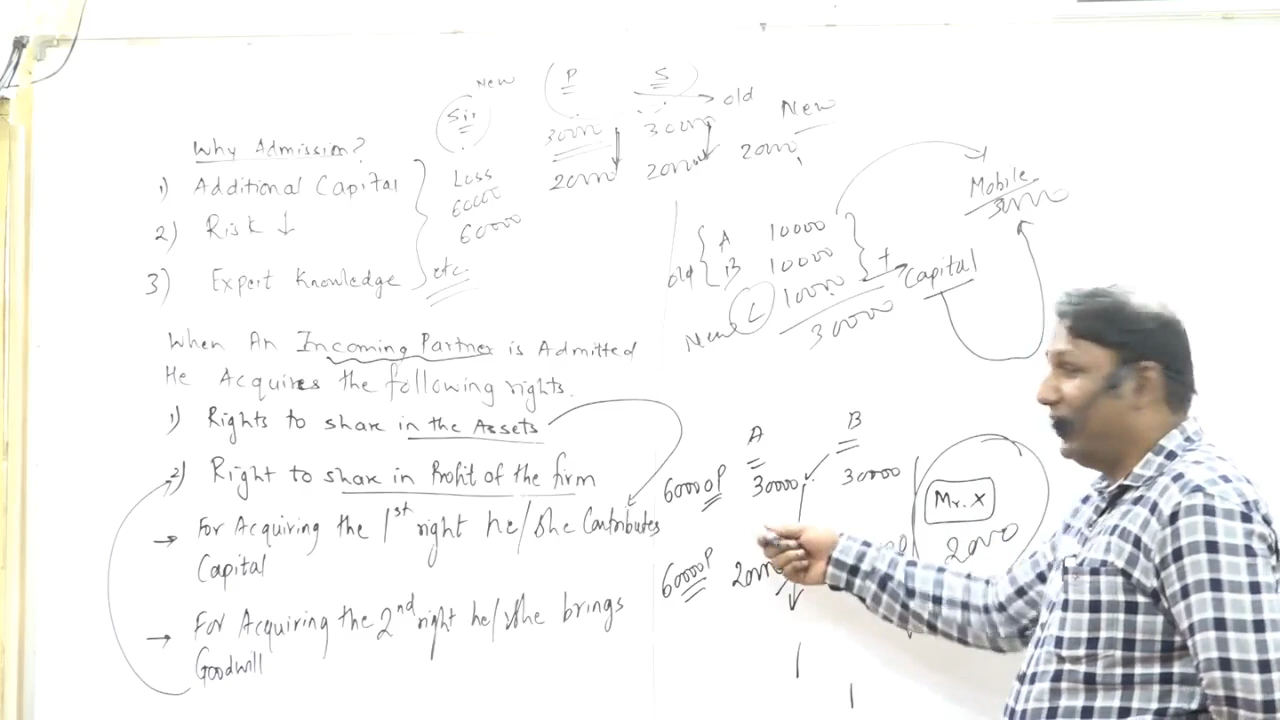 Why Admission?
1) Additional Capital
2) Risk ↓
3) Expert Knowledge
etc
When An Incoming Partner is Admitted
He Acquires the following rights.
1) Rights to share in the Assets
2) Right to share in Profit of the firm
→ For Acquiring the 1st right he/she Contributes
Capital
→ For Acquiring the 2nd right he/she brings
Goodwill
New P S
Sir old New
30000 30000
Loss 20000 20000 20000
60000
60000
Mobile
30000
old A 10000
B 10000
New C 10000 + Capital
30000
A B
60000P 30000 30000
Mr. X
60000P 20000 20000